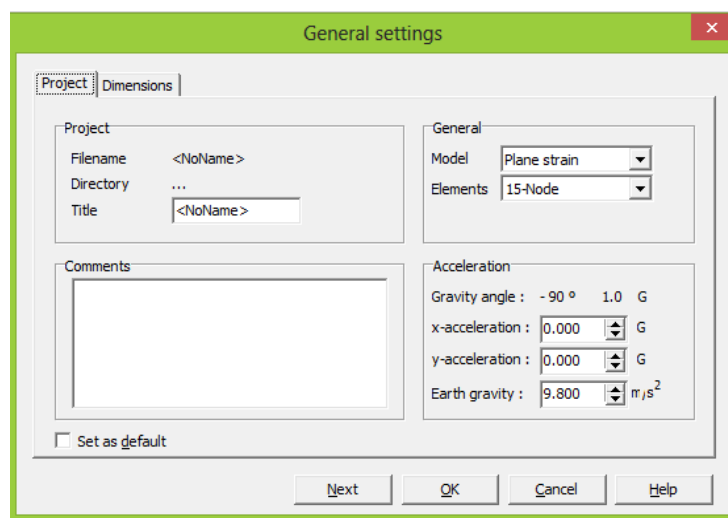 General settings
Project
Dimensions
Project
Filename <NoName>
Directory ...
Title <NoName>
General
Model Plane strain
Elements 15-Node
Comments
Acceleration
Gravity angle : - 90 º 1.0 G
x-acceleration : 0.000 G
y-acceleration : 0.000 G
Earth gravity : 9.800 m/s²
Set as default
Next
OK
Cancel
Help